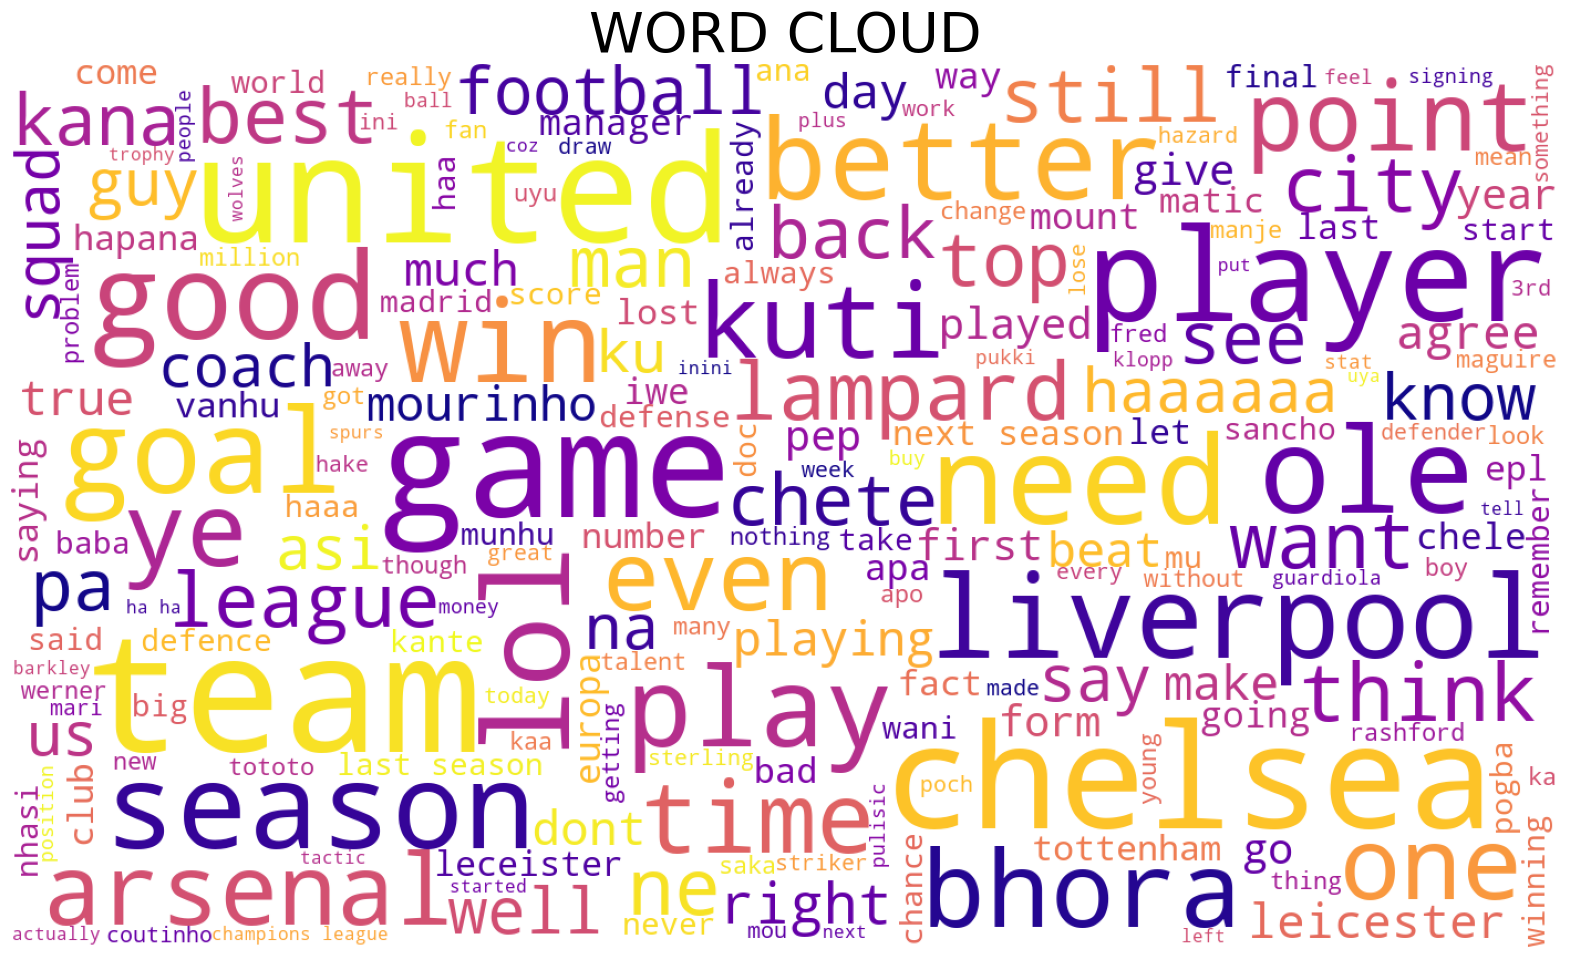 WORD CLOUD
come
world
really
football
ana
day
way
still
final
feel
signing
kana
best
ball
ini
fan
manager
plus
work
point
something
people
trophy
coz
draw
already
better
hazard
mean
squad
guy
wolves
united
haa
uyu
give
city
year
hapana
million
much
man
back
change
mount
matic
manje
last
start
problem
good
madrid
score
always
top
lose
player
put
3rd
win
lost
kuti
played
fred
see
agree
coach
away
ku
inini
pukki
klopp
stat
maguire
true
vanhu
got
mourinho
iwe
defense
lampard
haaaaaa
uya
know
goal
spurs
game
doc
pep
next season
let
sancho
defender
look
saying
hake
week
buy
need
ole
epl
haaa
chete
tell
baba
ye
asi
munhu
number
nothing
take
first
beat
mu
want
chele
remember
though
great
pa
ha ha
league
money
lol
even
apa
apo
every
without
guardiola
boy
said
defence
kante
na
many
playing
liverpool
barkley
werner
mari
big
team
today
talent
play
fact
made
say
make
think
us
kaa
europa
getting
wani
form
going
rashford
club
new
tototo
last season
sterling
bad
chelsea
poch
young
pogba
ka
nhasi
position
season
dont
time
pulisic
tactic
leceister
saka
striker
chance
tottenham
go
thing
one
winning
arsenal
started
well
ne
never
right
bhora
leicester
actually
coutinho
champions league
mou
next
left